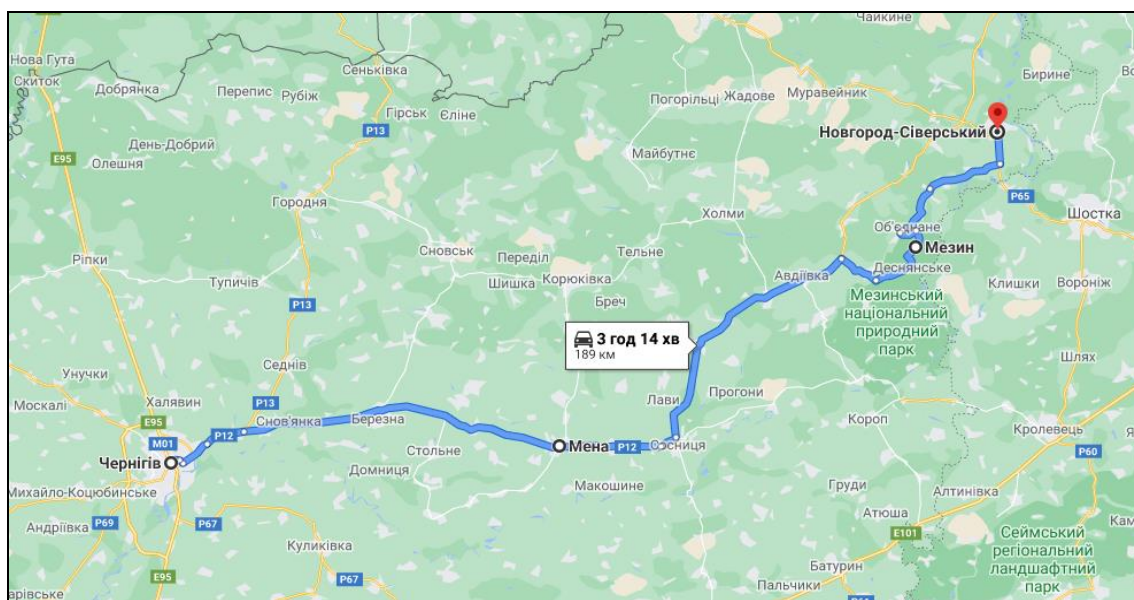 Чайкине
Нова Гута
Скиток
Добрянка
Перепис
Рубіж
Сеньківка
Гірськ
Єліне
P13
Погорільці
Жадове
Муравейник
Бирине
День-Добрий
Олешня
E95
Майбутнє
Новгород-Сіверський
P65
Шостка
Городня
Холми
Об'єднане
Мезин
Сновськ
Переділ
Тельне
Ріпки
Тупичів
Шишка
Корюківка
Авдіївка
Деснянське
Клишки
Вороніж
P13
Бреч
Мезинський
національний
природний
парк
3 год 14 хв
189 км
Шлях
Седнів
Унучки
Халявин
Москалі
P13
Снов'янка
Березна
Лави
Прогони
Короп
Кролевець
E95
M01
P12
Стольне
Мена
P12
Сосниця
P60
Чернігів
Домниця
Михайло-Коцюбинське
Макошине
Груди
Алтинівка
Андріївка
P69
P67
Куликівка
Атюша
E101
Сеймський
регіональний
ландшафтний
парк
Батурин
E95
P67
Пальчики